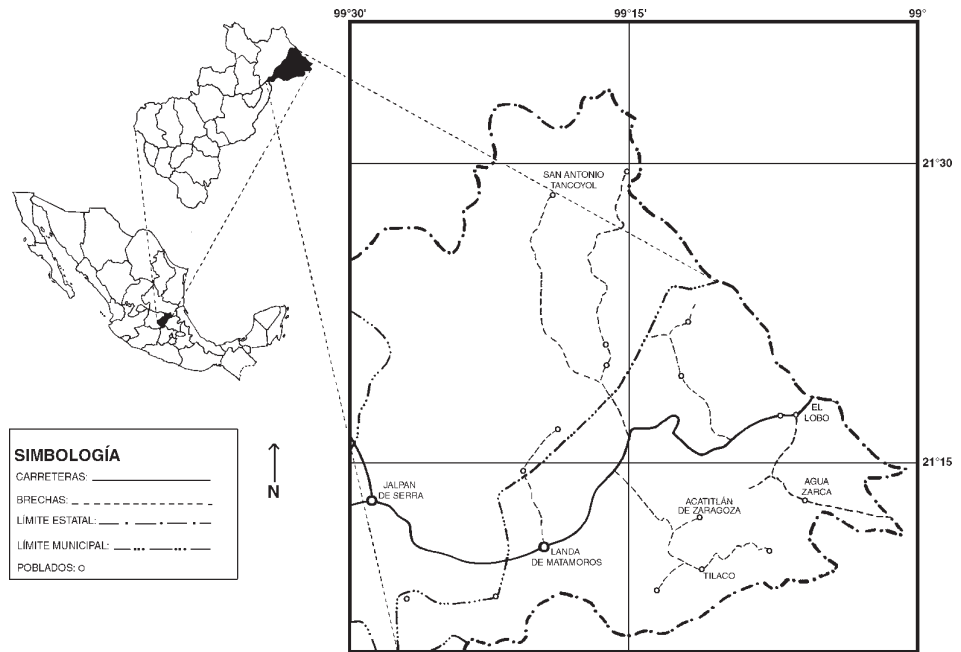 99°30'
99°15'
99°
21°30
SAN ANTONIO
TANCOYOL
EL
LOBO
21°15
AGUA
ZARCA
JALPAN
DE SERRA
ACATITLÁN
DE ZARAGOZA
LANDA
DE MATAMOROS
TILACO
SIMBOLOGÍA
CARRETERAS:
BRECHAS:
LÍMITE ESTATAL:
LÍMITE MUNICIPAL:
POBLADOS:
N